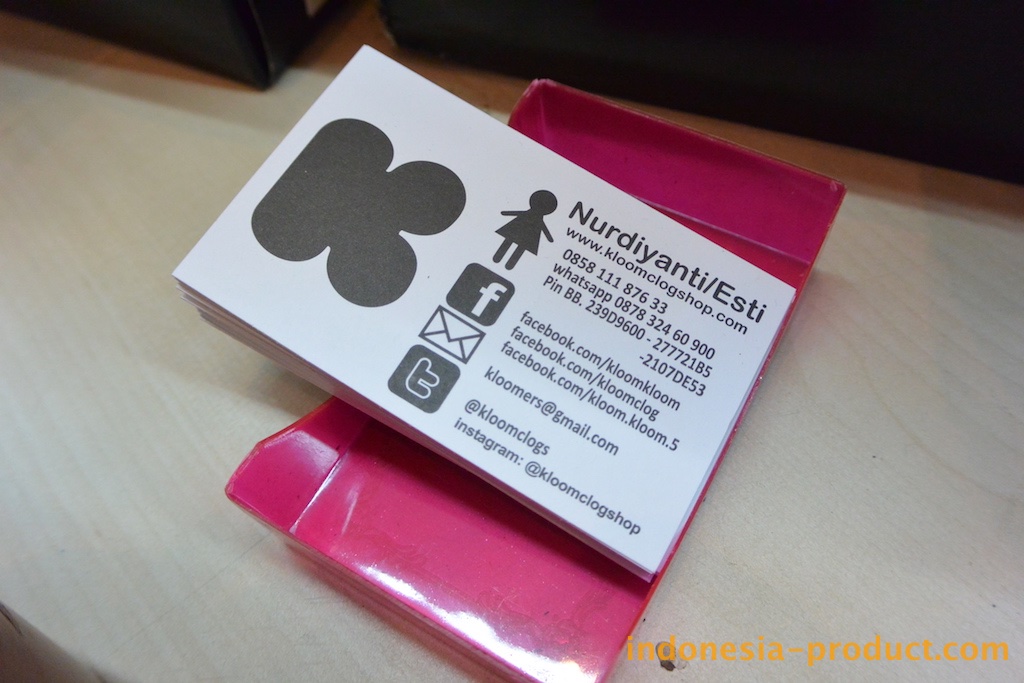 Nurdiyanti/Esti
www.kloomclogshop.com
0858 111 876 33
whatsapp 0878 324 60 900
Pin BB. 239D9600 - 277721B5
-2107DE53
facebook.com/kloomkloom
facebook.com/kloomclog
facebook.com/kloom.kloom.5
kloomers@gmail.com
@kloomclogs
instagram: @kloomclogshop
indonesia-product.com